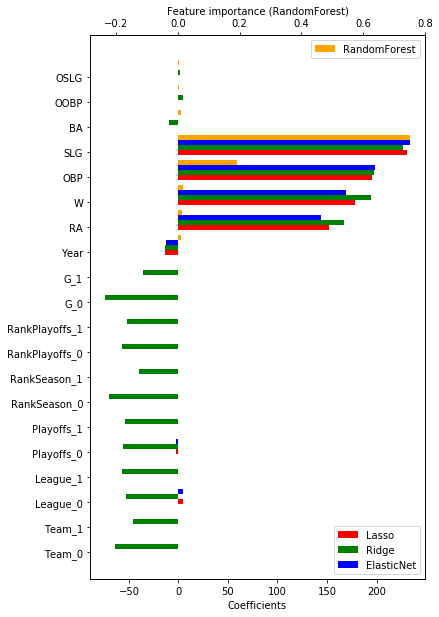 Feature importance (RandomForest)
−0.2 0.0 0.2 0.4 0.6 0.8
RandomForest
OSLG
OOBP
BA
SLG
OBP
W
RA
Year
G_1
G_0
RankPlayoffs_1
RankPlayoffs_0
RankSeason_1
RankSeason_0
Playoffs_1
Playoffs_0
League_1
League_0
Team_1
Team_0
Lasso
Ridge
ElasticNet
−50 0 50 100 150 200
Coefficients